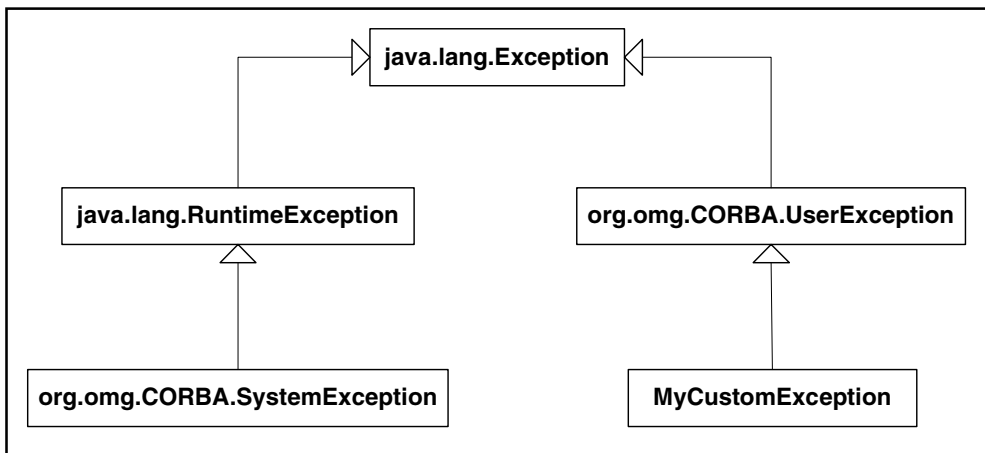 java.lang.Exception
java.lang.RuntimeException
org.omg.CORBA.UserException
org.omg.CORBA.SystemException
MyCustomException